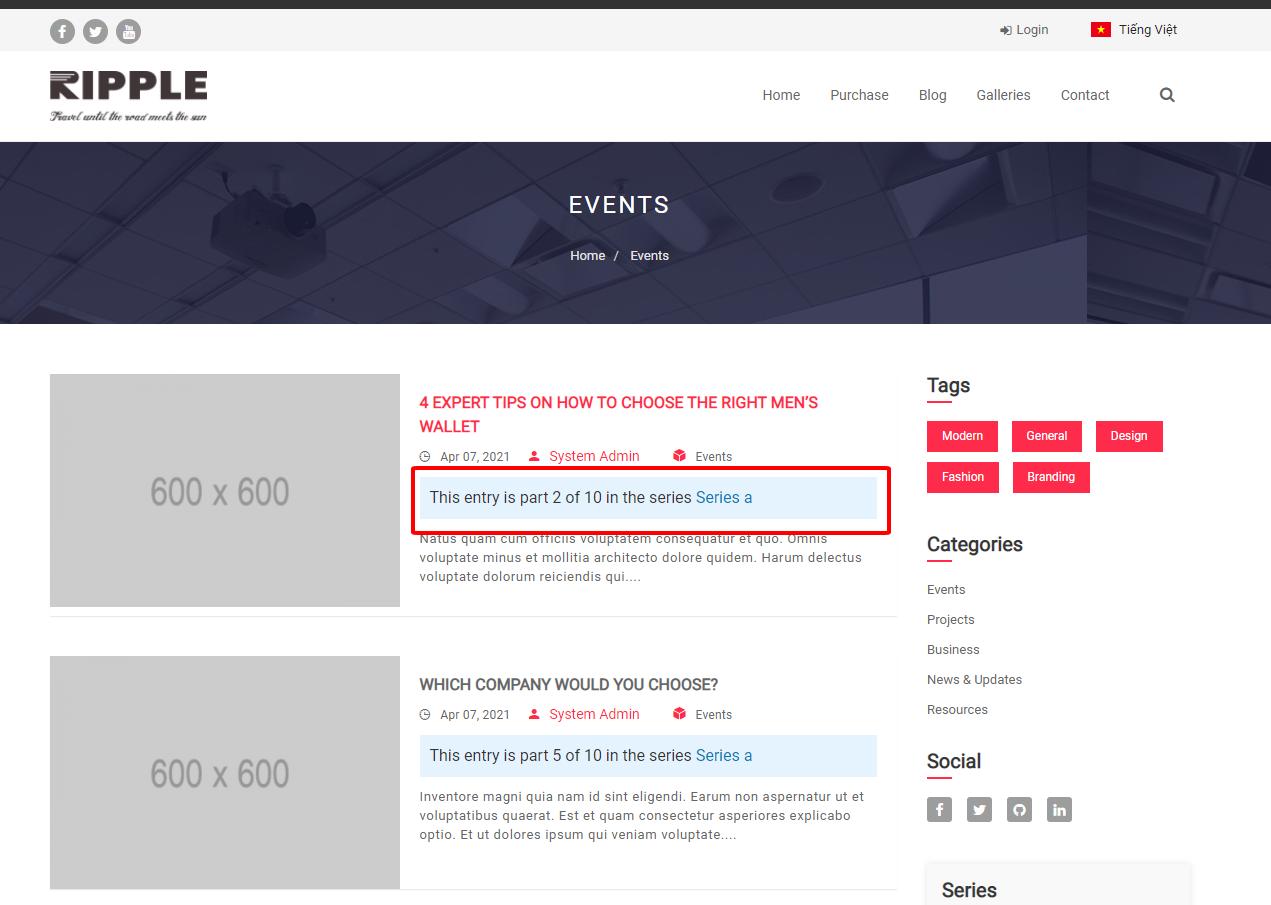 Login
Tiếng Việt
RIPPLE
Travel until the road meets the sun
Home
Purchase
Blog
Galleries
Contact
EVENTS
Home / Events
600 x 600
4 EXPERT TIPS ON HOW TO CHOOSE THE RIGHT MEN'S
WALLET
Apr 07, 2021 System Admin Events
This entry is part 2 of 10 in the series Series a
Natus quam cum officiis voluptatem consequatur et quo. Omnis
voluptate minus et mollitia architecto dolore quidem. Harum delectus
voluptate dolorum reiciendis qui....
600 x 600
WHICH COMPANY WOULD YOU CHOOSE?
Apr 07, 2021 System Admin Events
This entry is part 5 of 10 in the series Series a
Inventore magni quia nam id sint eligendi. Earum non aspernatur ut et
voluptatibus quaerat. Est et quam consectetur asperiores explicabo
optio. Et ut dolores ipsum qui veniam voluptate....
Tags
Modern
General
Design
Fashion
Branding
Categories
Events
Projects
Business
News & Updates
Resources
Social
Series